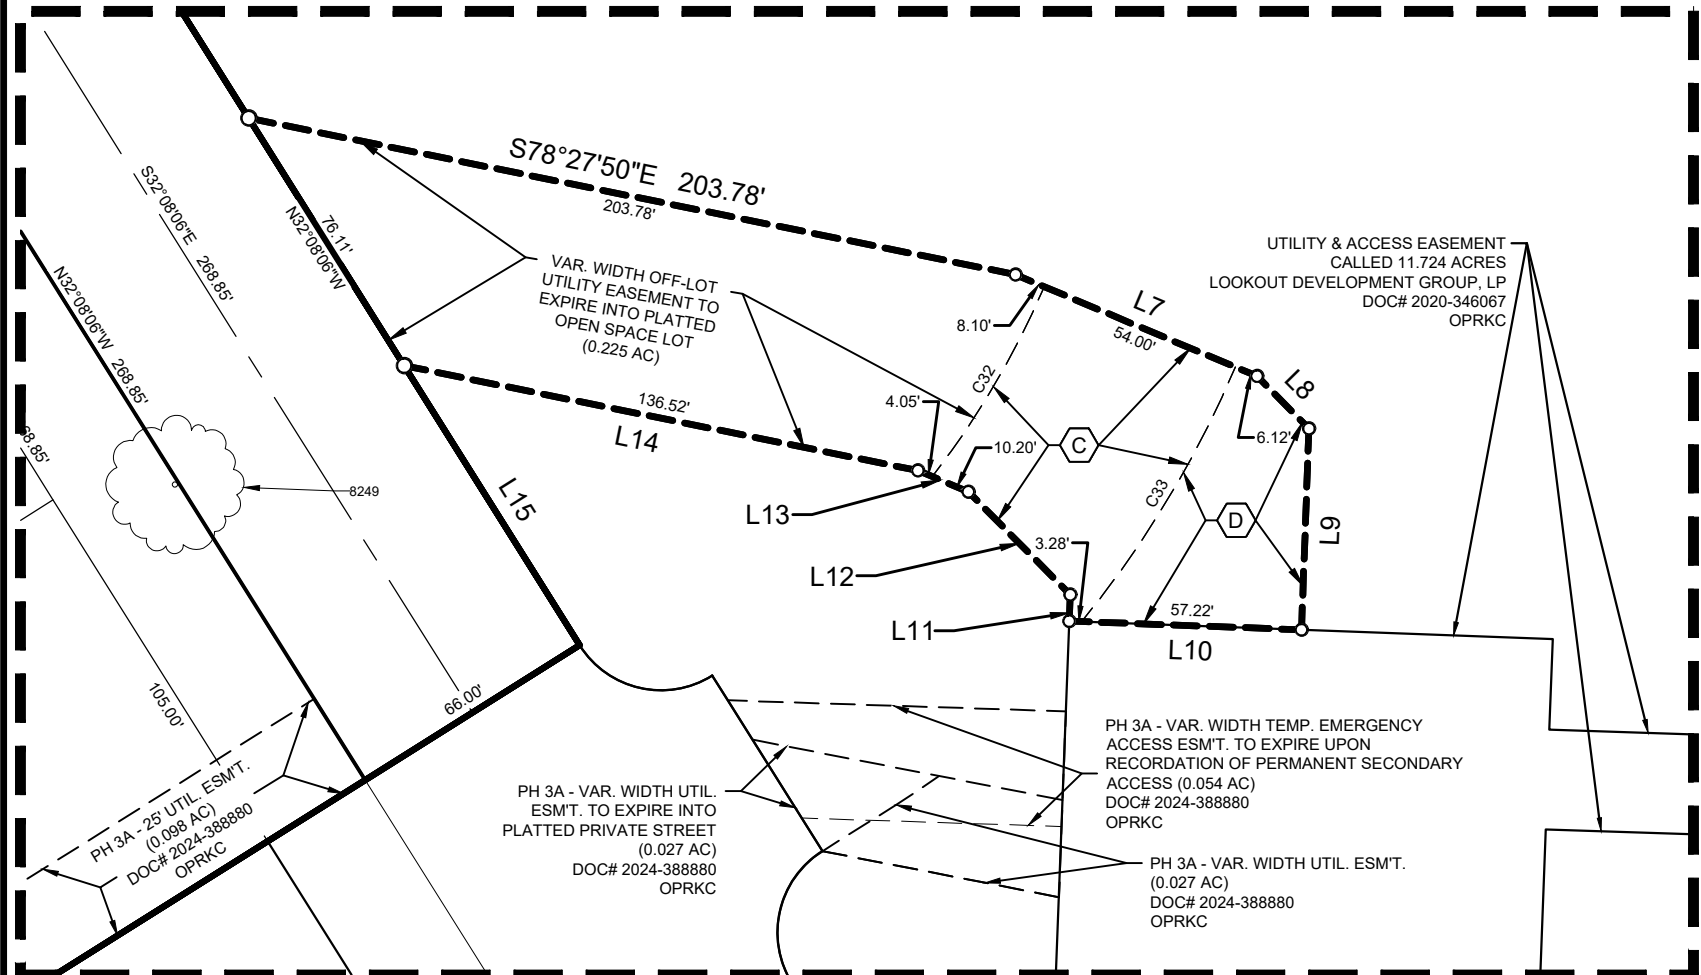 S78°27'50"E 203.78'
203.78'
S32°08'06"E 268.85'
76.11'
N32°08'06"W
N32°08'06"W 268.85'
68.85'
VAR. WIDTH OFF-LOT
UTILITY EASEMENT TO
EXPIRE INTO PLATTED
OPEN SPACE LOT
(0.225 AC)
UTILITY & ACCESS EASEMENT
CALLED 11.724 ACRES
LOOKOUT DEVELOPMENT GROUP, LP
DOC# 2020-346067
OPRKC
L7
8.10'
54.00'
L8
C32
4.05'
136.52'
L14
10.20'
C
6.12'
8249
L15
L13
C33
D
L9
L12
3.28'
57.22'
L11
L10
105.00'
66.00'
PH 3A - 25' UTIL. ESM'T.
(0.098 AC)
DOC# 2024-388880
OPRKC
PH 3A - VAR. WIDTH UTIL.
ESM'T. TO EXPIRE INTO
PLATTED PRIVATE STREET
(0.027 AC)
DOC# 2024-388880
OPRKC
PH 3A - VAR. WIDTH TEMP. EMERGENCY
ACCESS ESM'T. TO EXPIRE UPON
RECORDATION OF PERMANENT SECONDARY
ACCESS (0.054 AC)
DOC# 2024-388880
OPRKC
PH 3A - VAR. WIDTH UTIL. ESM'T.
(0.027 AC)
DOC# 2024-388880
OPRKC